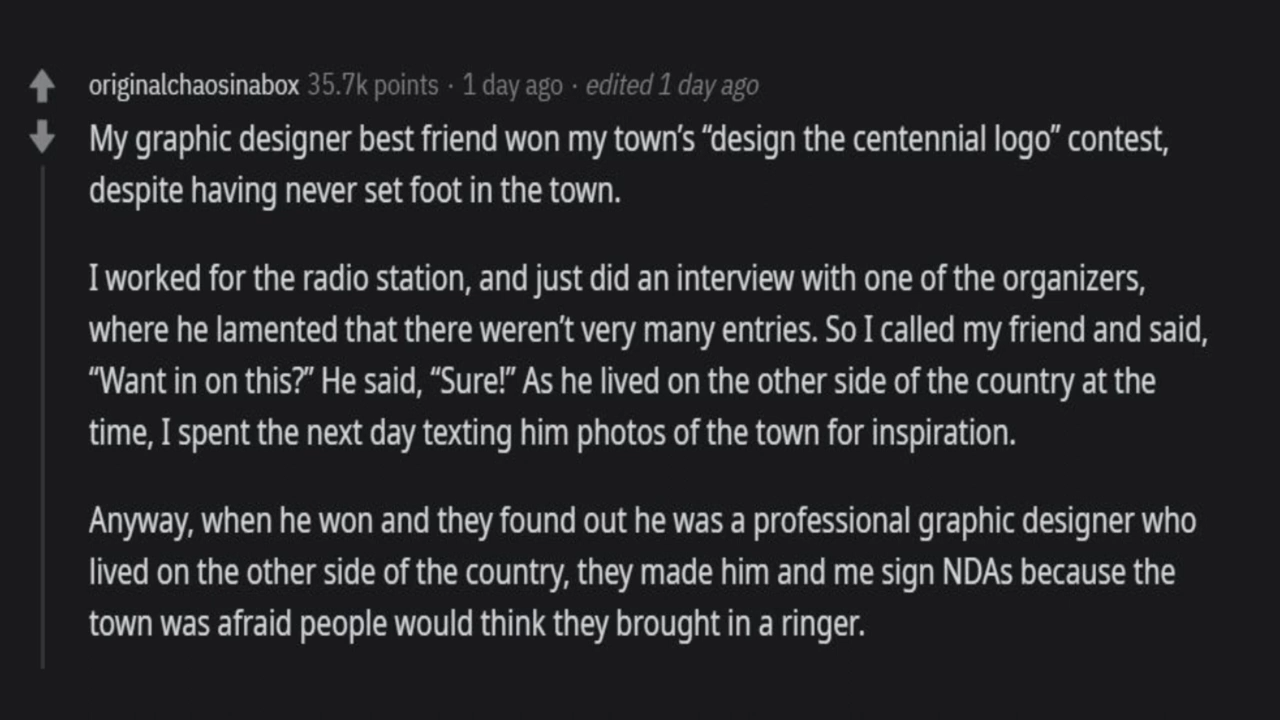 originalchaosinabox 35.7k points · 1 day ago · edited 1 day ago
My graphic designer best friend won my town’s “design the centennial logo” contest,
despite having never set foot in the town.
I worked for the radio station, and just did an interview with one of the organizers,
where he lamented that there weren’t very many entries. So I called my friend and said,
“Want in on this?” He said, “Sure!” As he lived on the other side of the country at the
time, I spent the next day texting him photos of the town for inspiration.
Anyway, when he won and they found out he was a professional graphic designer who
lived on the other side of the country, they made him and me sign NDAs because the
town was afraid people would think they brought in a ringer.